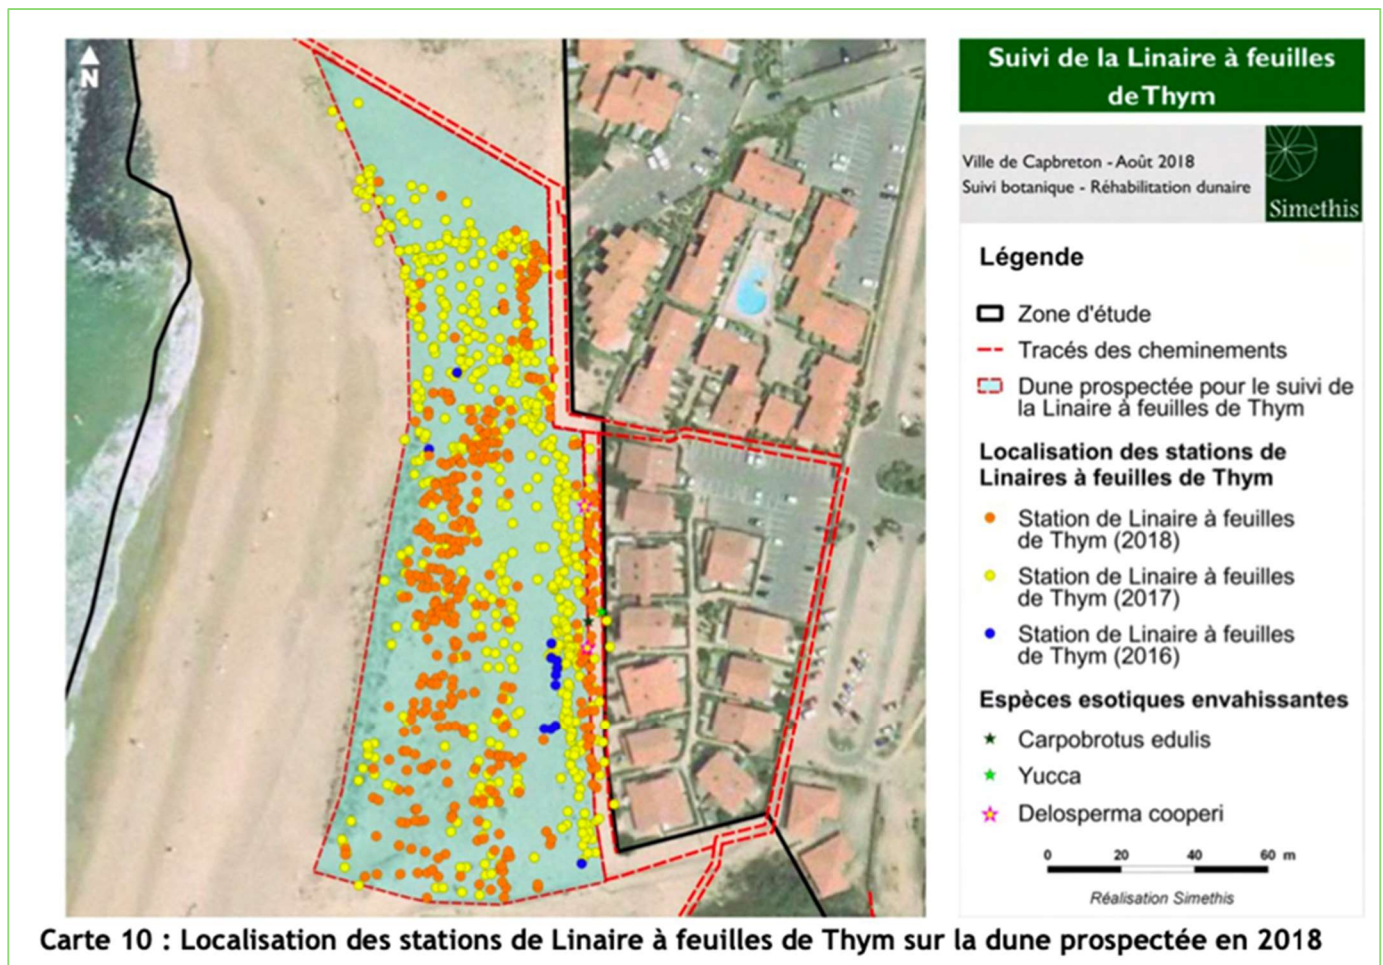 N
Suivi de la Linaire à feuilles
de Thym
Ville de Capbreton - Août 2018
Suivi botanique - Réhabilitation dunaire
Simethis
Légende
Zone d'étude
Tracés des cheminements
Dune prospectée pour le suivi de
la Linaire à feuilles de Thym
Localisation des stations de
Linaires à feuilles de Thym
Station de Linaire à feuilles
de Thym (2018)
Station de Linaire à feuilles
de Thym (2017)
Station de Linaire à feuilles
de Thym (2016)
Espèces esotiques envahissantes
Carpobrotus edulis
Yucca
Delosperma cooperi
0 20 40 60 m
Réalisation Simethis
Carte 10 : Localisation des stations de Linaire à feuilles de Thym sur la dune prospectée en 2018